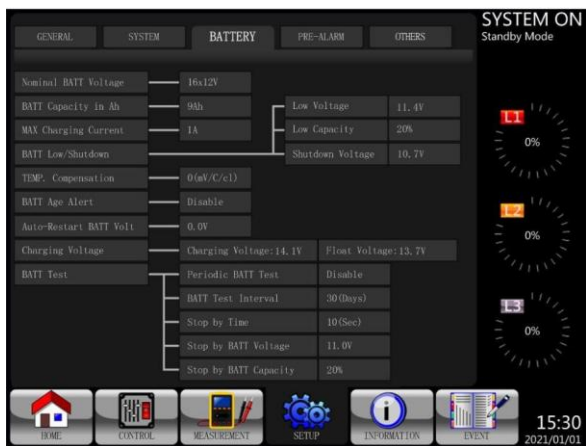 SYSTEM ON
Standby Mode
GENERAL SYSTEM BATTERY PRE-ALARM OTHERS
Nominal BATT Voltage 16x12V
BATT Capacity in Ah 9Ah
Low Voltage 11.4V
MAX Charging Current 1A
Low Capacity 20%
BATT Low/Shutdown
Shutdown Voltage 10.7V
TEMP. Compensation 0(mV/C/cl)
BATT Age Alert Disable
Auto-Restart BATT Volt 0.0V
Charging Voltage Charging Voltage:14.1V Float Voltage:13.7V
BATT Test Periodic BATT Test Disable
BATT Test Interval 30(Days)
Stop by Time 10(Sec)
Stop by BATT Voltage 11.0V
Stop by BATT Capacity 20%
L1
0%
L2
0%
L3
0%
HOME CONTROL MEASUREMENT SETUP INFORMATION EVENT
15:30
2021/01/01